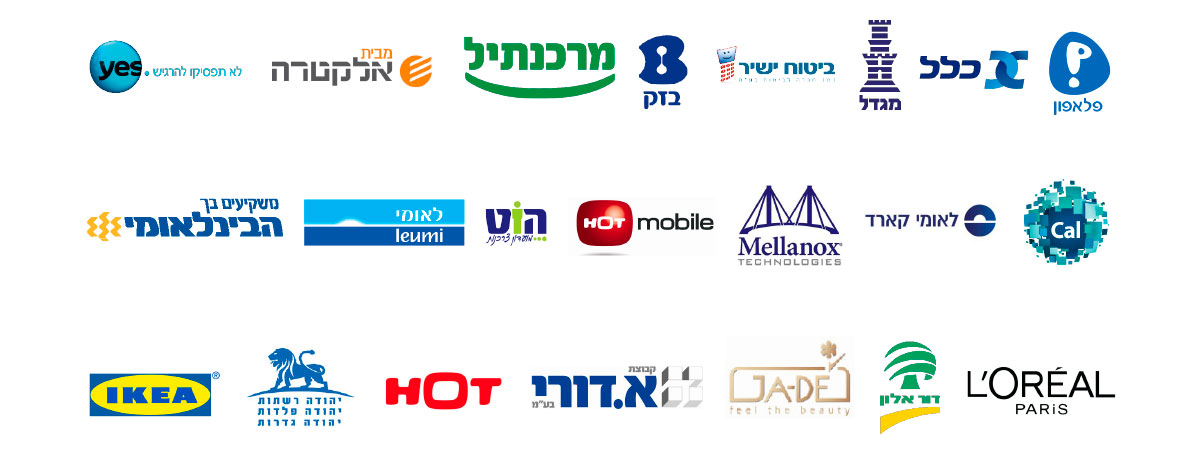 yes. לא תפסיקו להרגיש
מבית
אלקטרה
מרכנתיל
בזק
ביטוח ישיר
מגדל
כלל
פלאפון
משקיעים בך
הבינלאומי
לאומי
leumi
הוט
...מועדון צרכנות
HOT mobile
Mellanox®
TECHNOLOGIES
לאומי קארד
Cal
IKEA®
יהודה רשתות
יהודה פלדות
יהודה גדרות
HOT
קבוצת
א.דורי
בע"מ
JA-DE
feel the beauty
דור אלון
L'ORÉAL
PARiS